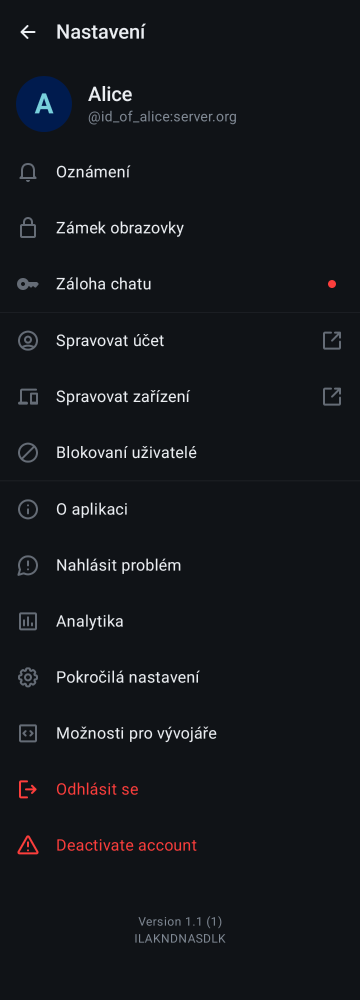 Nastavení
A
Alice
@id_of_alice:server.org
Oznámení
Zámek obrazovky
Záloha chatu
Spravovat účet
Spravovat zařízení
Blokovaní uživatelé
O aplikaci
Nahlásit problém
Analytika
Pokročilá nastavení
Možnosti pro vývojáře
Odhlásit se
Deactivate account
Version 1.1 (1)
ILAKNDNASDLK